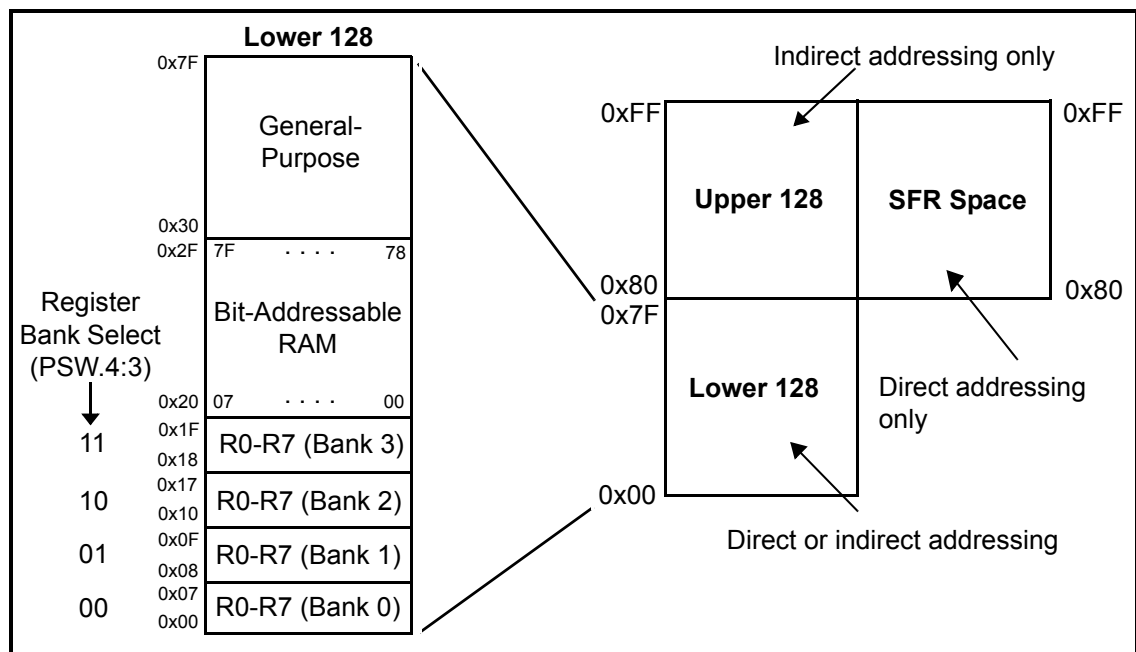 Lower 128
0x7F
General-
Purpose
0x30
0x2F
7F . . . . 78
Bit-Addressable
RAM
0x20
07 . . . . 00
Register
Bank Select
(PSW.4:3)
11
0x1F
0x18
R0-R7 (Bank 3)
10
0x17
0x10
R0-R7 (Bank 2)
01
0x0F
0x08
R0-R7 (Bank 1)
00
0x07
0x00
R0-R7 (Bank 0)
Indirect addressing only
0xFF
0xFF
Upper 128
SFR Space
0x80
0x80
0x7F
Lower 128
Direct addressing
only
0x00
Direct or indirect addressing